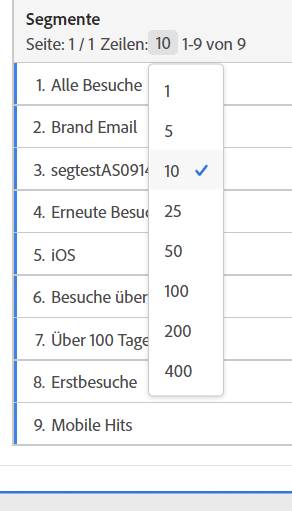 Segmente
Seite: 1 / 1 Zeilen: 10 1-9 von 9
1. Alle Besuche
2. Brand Email
3. segtestAS0914
4. Erneute Besuc
5. iOS
6. Besuche über
7. Über 100 Tage
8. Erstbesuche
9. Mobile Hits
1
5
10
25
50
100
200
400